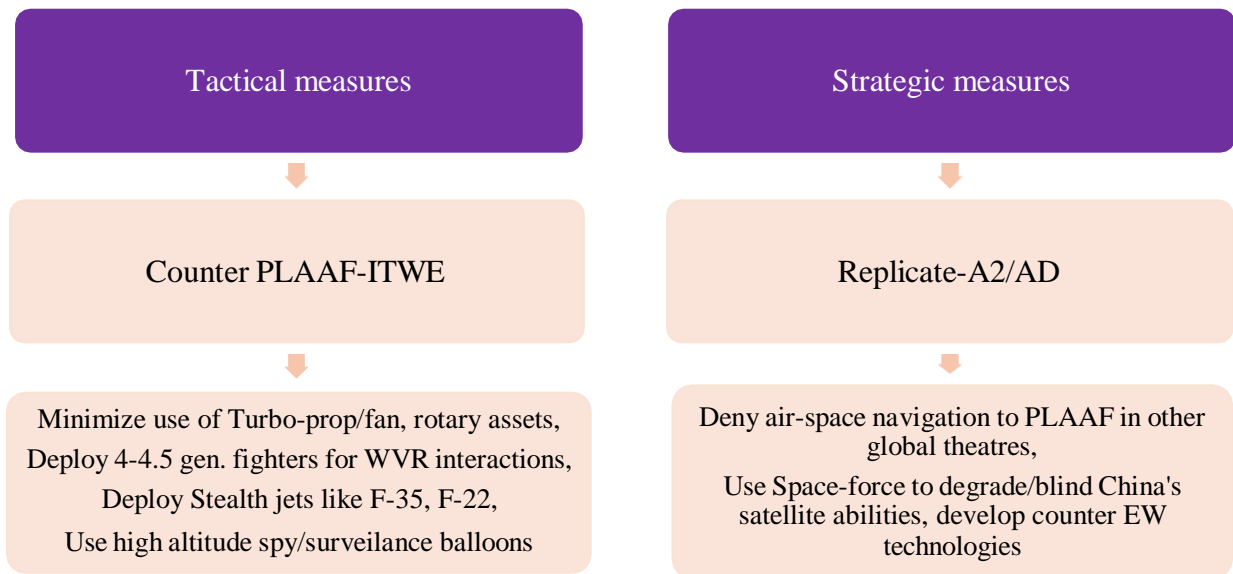 Tactical measures
Counter PLAAF-ITWE
Minimize use of Turbo-prop/fan, rotary assets,
Deploy 4-4.5 gen. fighters for WVR interactions,
Deploy Stealth jets like F-35, F-22,
Use high altitude spy/surveilance balloons
Strategic measures
Replicate-A2/AD
Deny air-space navigation to PLAAF in other
global theatres,
Use Space-force to degrade/blind China's
satellite abilities, develop counter EW
technologies